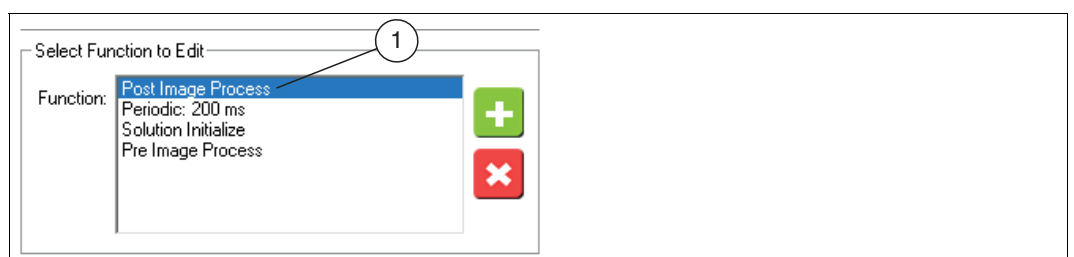 1
Select Function to Edit
Function:
Post Image Process
Periodic: 200 ms
Solution Initialize
Pre Image Process